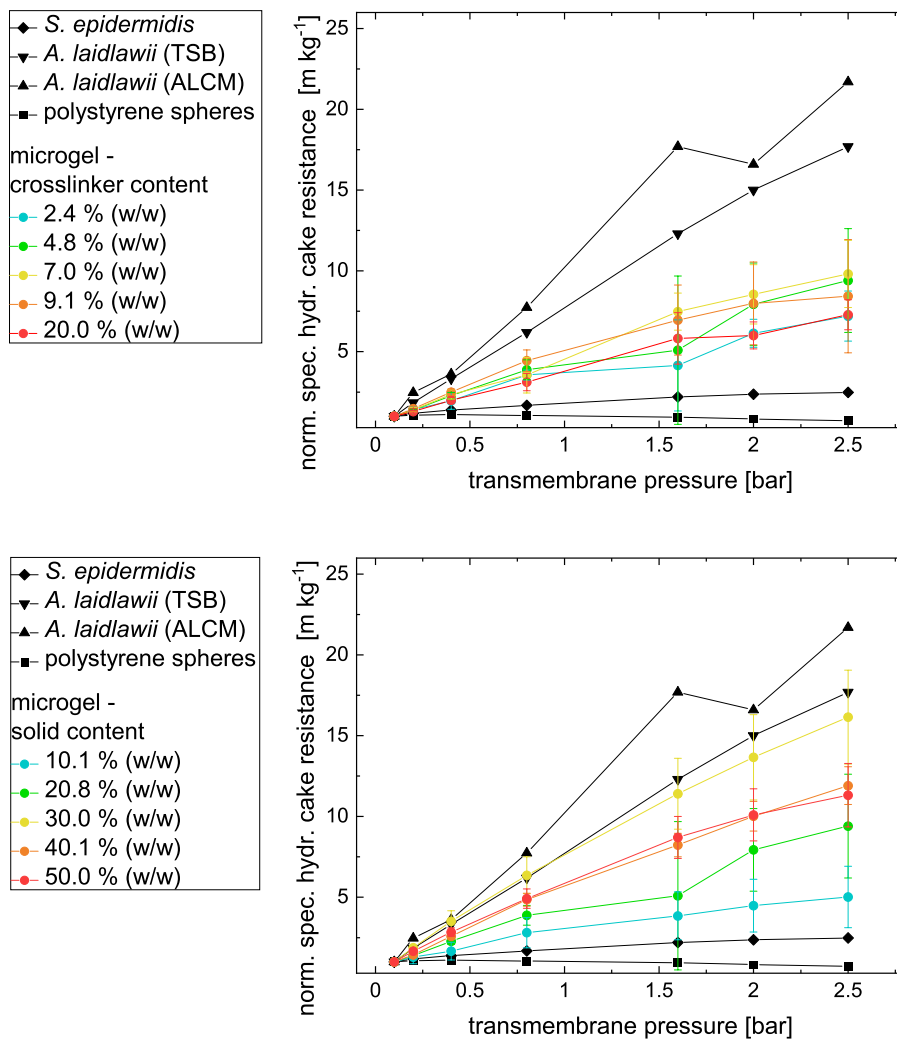 S. epidermidis
A. laidlawii (TSB)
A. laidlawii (ALCM)
polystyrene spheres
microgel -
crosslinker content
2.4 % (w/w)
4.8 % (w/w)
7.0 % (w/w)
9.1 % (w/w)
20.0 % (w/w)
norm. spec. hydr. cake resistance [m kg⁻¹]
25
20
15
10
5
0 0.5 1 1.5 2 2.5
transmembrane pressure [bar]
S. epidermidis
A. laidlawii (TSB)
A. laidlawii (ALCM)
polystyrene spheres
microgel -
solid content
10.1 % (w/w)
20.8 % (w/w)
30.0 % (w/w)
40.1 % (w/w)
50.0 % (w/w)
norm. spec. hydr. cake resistance [m kg⁻¹]
25
20
15
10
5
0 0.5 1 1.5 2 2.5
transmembrane pressure [bar]